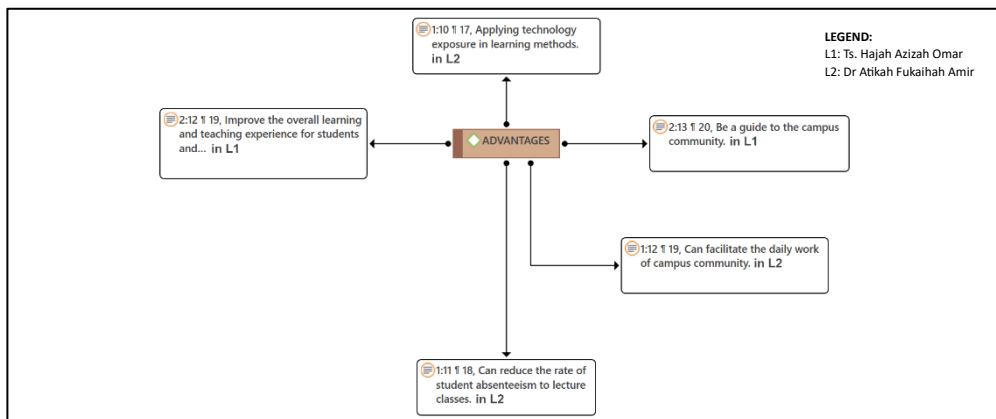 1:10 ¶ 17, Applying technology
exposure in learning methods.
in L2
LEGEND:
L1: Ts. Hajah Azizah Omar
L2: Dr Atikah Fukaihah Amir
2:12 ¶ 19, Improve the overall learning
and teaching experience for students
and... in L1
ADVANTAGES
2:13 ¶ 20, Be a guide to the campus
community. in L1
1:12 ¶ 19, Can facilitate the daily work
of campus community. in L2
1:11 ¶ 18, Can reduce the rate of
student absenteeism to lecture
classes. in L2